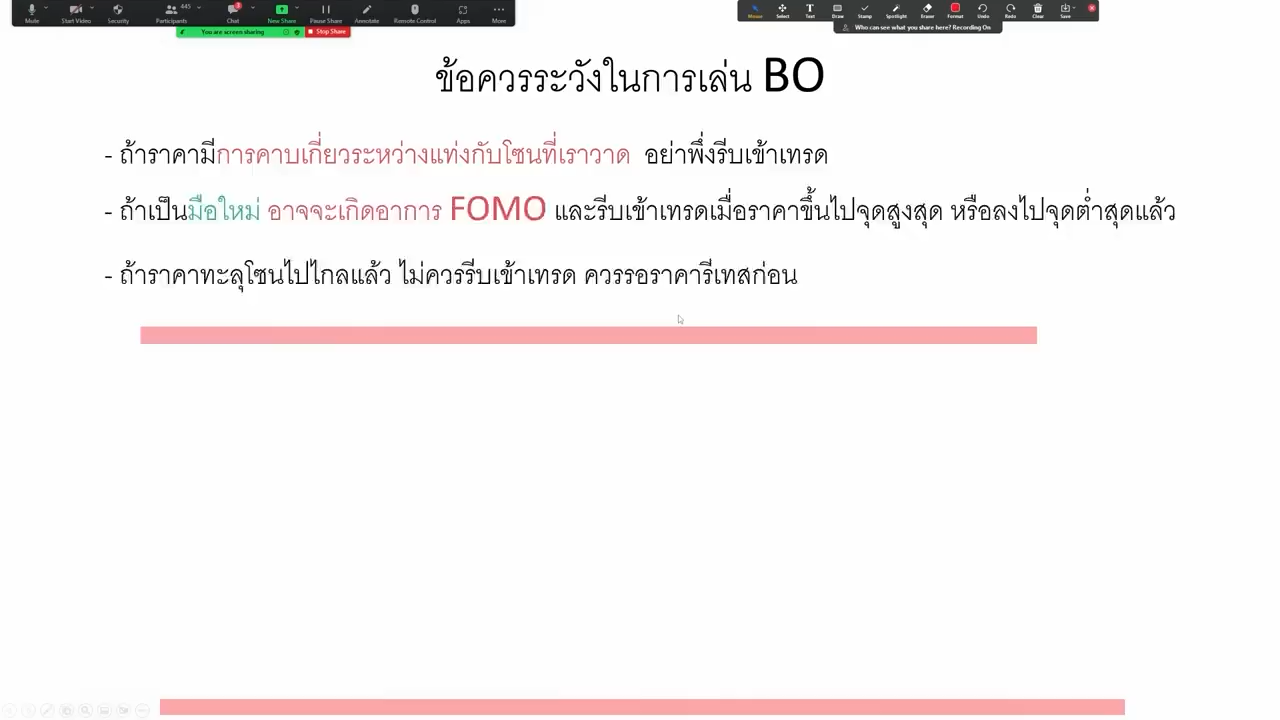 445
3
Mute
Start Video
Security
Participants
Chat
New Share
Pause Share
Annotate
Remote Control
Apps
More
Mouse
Select
Text
Draw
Stamp
Spotlight
Eraser
Format
Undo
Redo
Clear
Save
You are screen sharing
Stop Share
Who can see what you share here? Recording On
ข้อควรระวังในการเล่น BO
- ถ้าราคามีการคาบเกี่ยวระหว่างแท่งกับโซนที่เราวาด อย่าพึ่งรีบเข้าเทรด
- ถ้าเป็นมือใหม่ อาจจะเกิดอาการ FOMO และรีบเข้าเทรดเมื่อราคาขึ้นไปจุดสูงสุด หรือลงไปจุดต่ำสุดแล้ว
- ถ้าราคาทะลุโซนไปไกลแล้ว ไม่ควรรีบเข้าเทรด ควรรอราคารีเทสก่อน